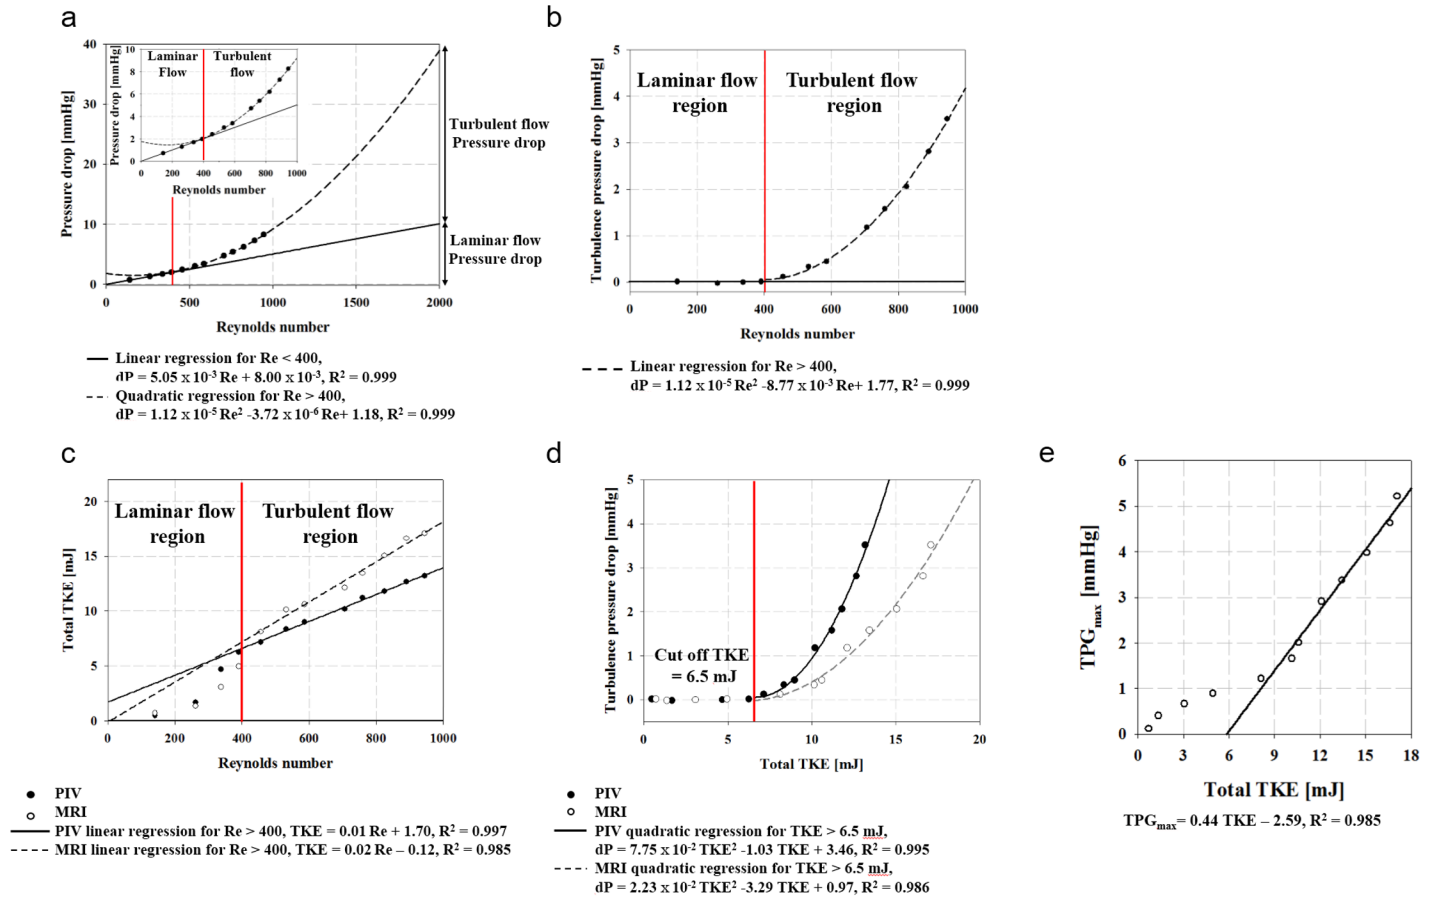 a
40
30
20
10
0
Pressure drop [mmHg]
10
8
6
4
2
0
Pressure drop [mmHg]
Laminar Turbulent
Flow flow
0 200 400 600 800 1000
Reynolds number
Turbulent flow
Pressure drop
Laminar flow
Pressure drop
0 500 1000 1500 2000
Reynolds number
Linear regression for Re < 400,
dP = 5.05 x 10-3 Re + 8.00 x 10-3, R2 = 0.999
Quadratic regression for Re > 400,
dP = 1.12 x 10-5 Re2 -3.72 x 10-6 Re+ 1.18, R2 = 0.999
b
5
4
3
2
1
0
Turbulence pressure drop [mmHg]
Laminar flow Turbulent flow
region region
0 200 400 600 800 1000
Reynolds number
Linear regression for Re > 400,
dP = 1.12 x 10-5 Re2 -8.77 x 10-3 Re+ 1.77, R2 = 0.999
c
20
15
10
5
0
Total TKE [mJ]
Laminar flow Turbulent flow
region region
0 200 400 600 800 1000
Reynolds number
PIV
MRI
PIV linear regression for Re > 400, TKE = 0.01 Re + 1.70, R2 = 0.997
MRI linear regression for Re > 400, TKE = 0.02 Re – 0.12, R2 = 0.985
d
5
4
3
2
1
0
Turbulence pressure drop [mmHg]
Cut off TKE
= 6.5 mJ
0 5 10 15 20
Total TKE [mJ]
PIV
MRI
PIV quadratic regression for TKE > 6.5 mJ,
dP = 7.75 x 10-2 TKE2 -1.03 TKE + 3.46, R2 = 0.995
MRI quadratic regression for TKE > 6.5 mJ,
dP = 2.23 x 10-2 TKE2 -3.29 TKE + 0.97, R2 = 0.986
e
6
5
4
3
2
1
0
TPGmax [mmHg]
0 3 6 9 12 15 18
Total TKE [mJ]
TPGmax= 0.44 TKE – 2.59, R2 = 0.985